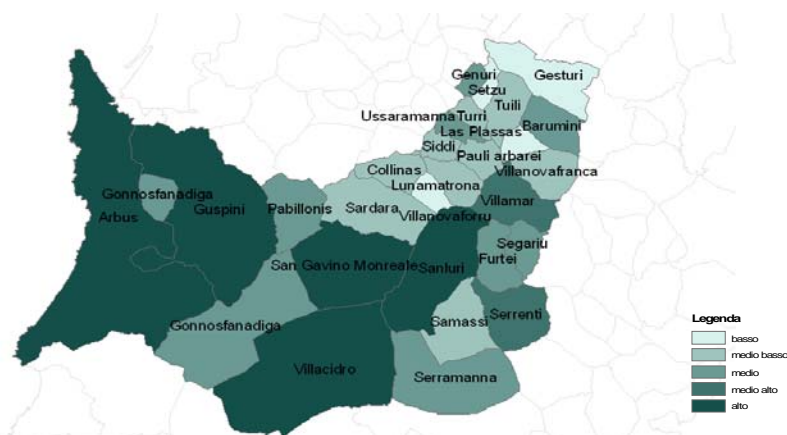 Genuri
Gesturi
Setzu
Tuili
Ussaramanna Turri
Barumini
Las Plassas
Siddi
Pauli arbarei
Collinas
Villanovafranca
Lunamatrona
Gonnosfanadiga
Villamar
Arbus
Guspini
Pabillonis
Sardara
Villanovaforru
Segariu
Furtei
San Gavino Monreale
Sanluri
Gonnosfanadiga
Samassi
Serrenti
Villacidro
Serramanna
Legenda
basso
medio basso
medio
medio alto
alto